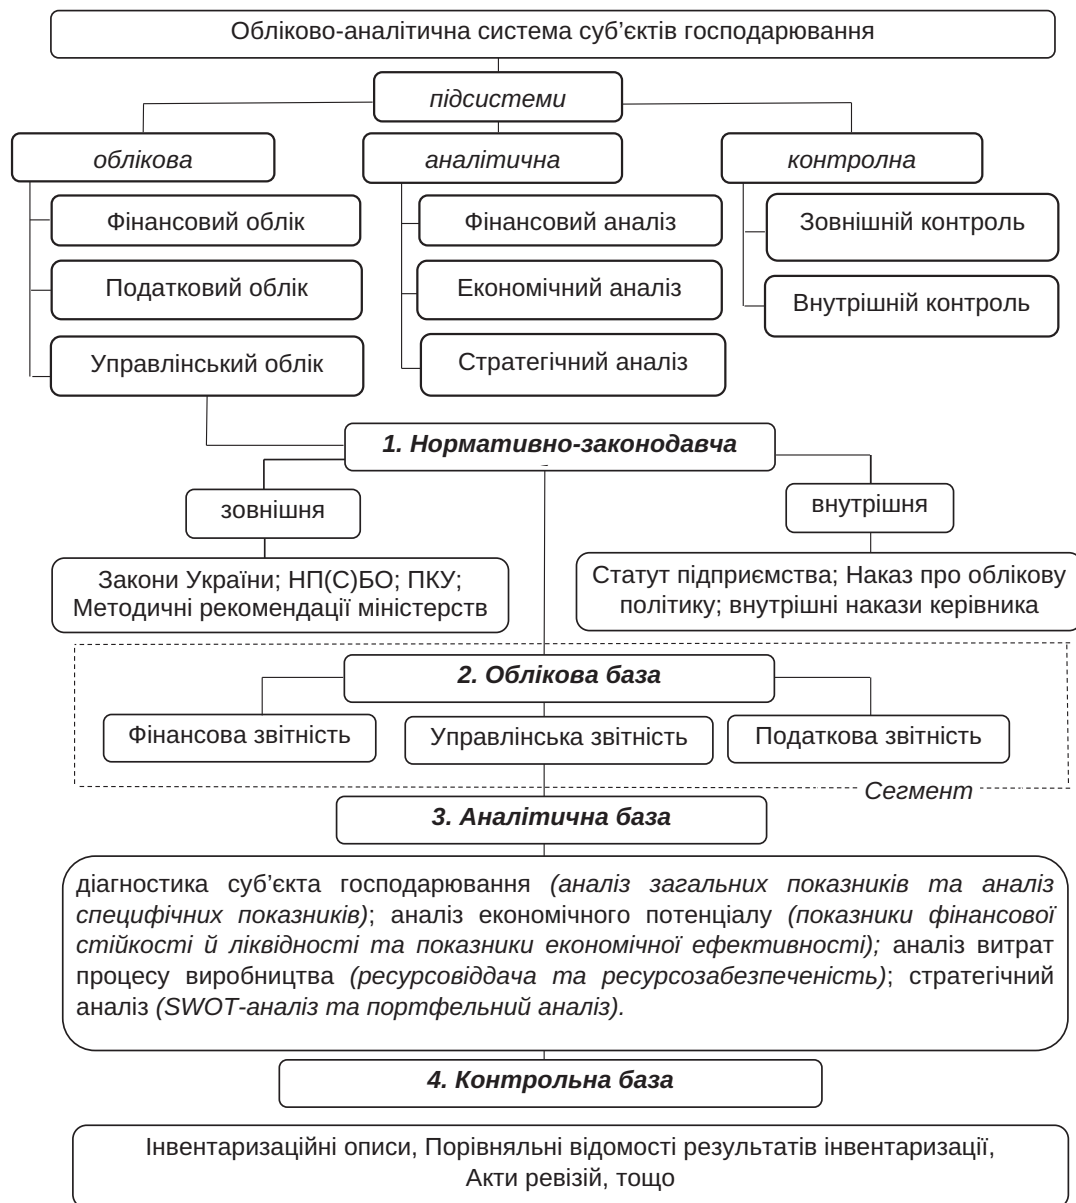 Обліково-аналітична система суб’єктів господарювання
підсистеми
облікова
аналітична
контролна
Фінансовий облік
Фінансовий аналіз
Зовнішній контроль
Податковий облік
Економічний аналіз
Внутрішній контроль
Управлінський облік
Стратегічний аналіз
1. Нормативно-законодавча
зовнішня
внутрішня
Закони України; НП(С)БО; ПКУ;
Методичні рекомендації міністерств
Статут підприємства; Наказ про облікову
політику; внутрішні накази керівника
2. Облікова база
Фінансова звітність
Управлінська звітність
Податкова звітність
Сегмент
3. Аналітична база
діагностика суб’єкта господарювання (аналіз загальних показників та аналіз
специфічних показників); аналіз економічного потенціалу (показники фінансової
стійкості й ліквідності та показники економічної ефективності); аналіз витрат
процесу виробництва (ресурсовіддача та ресурсозабезпеченість); стратегічний
аналіз (SWOT-аналіз та портфельний аналіз).
4. Контрольна база
Інвентаризаційні описи, Порівняльні відомості результатів інвентаризації,
Акти ревізій, тощо